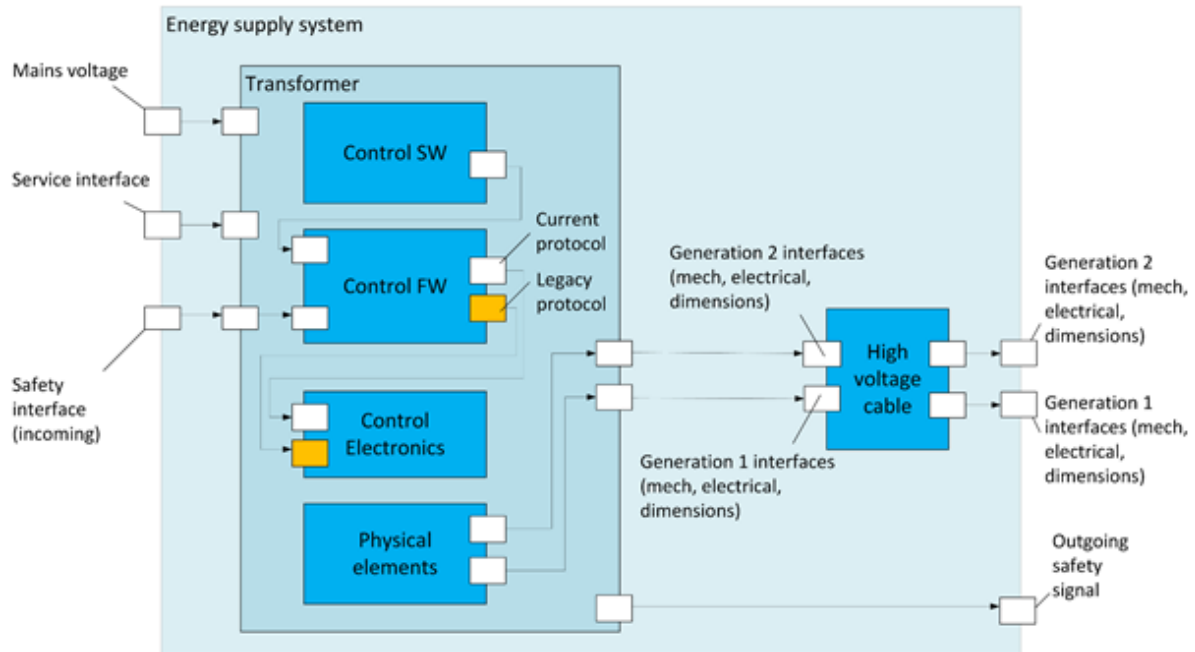 Energy supply system
Mains voltage
Transformer
Control SW
Service interface
Current
protocol
Control FW
Legacy
protocol
Generation 2 interfaces
(mech, electrical,
dimensions)
Generation 2
interfaces (mech,
electrical,
dimensions)
High
voltage
cable
Safety
interface
(incoming)
Control
Electronics
Generation 1 interfaces
(mech, electrical,
dimensions)
Generation 1
interfaces (mech,
electrical,
dimensions)
Physical
elements
Outgoing
safety
signal